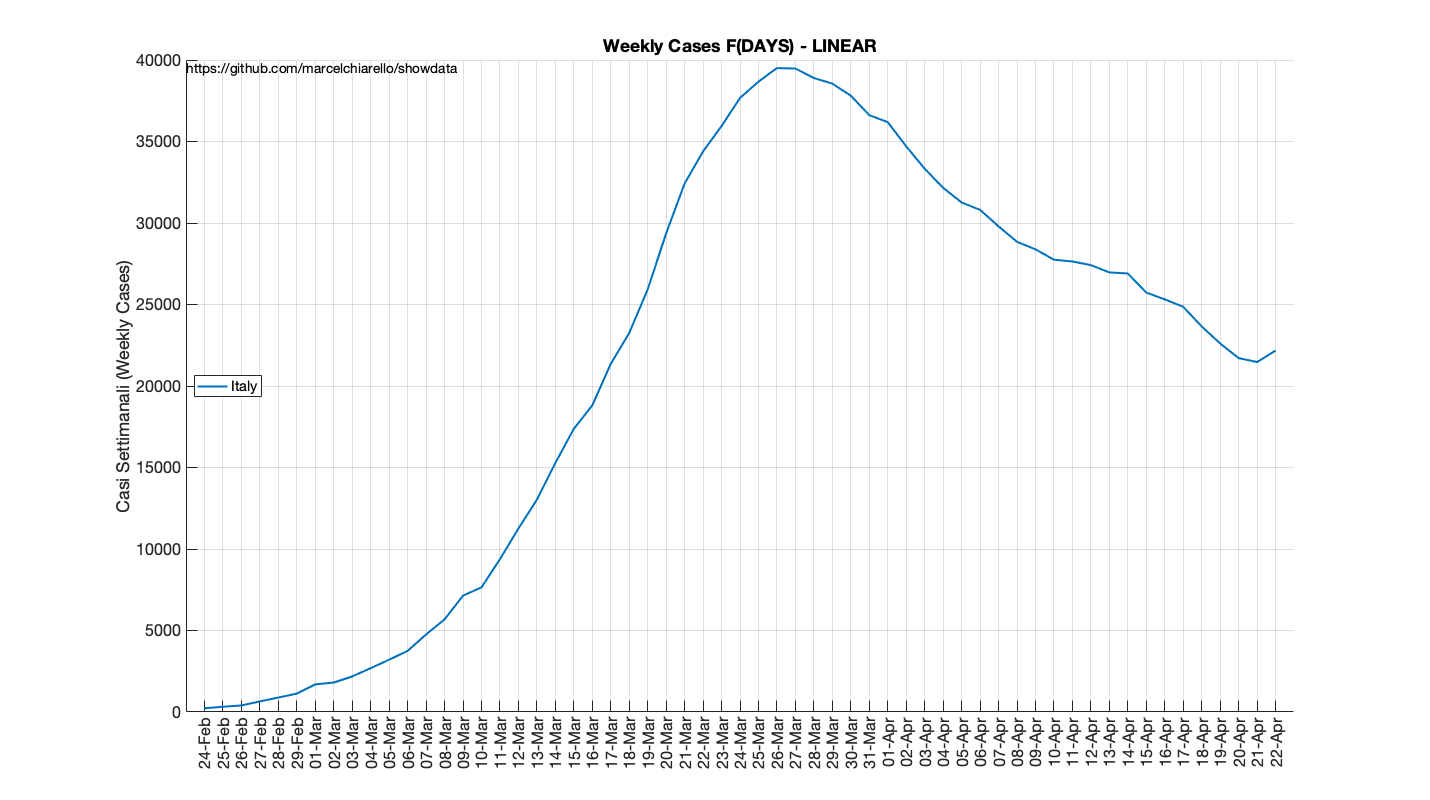 Weekly Cases F(DAYS) - LINEAR
https://github.com/marcelchiarello/showdata
Casi Settimanali (Weekly Cases)
40000
35000
30000
25000
20000
15000
10000
5000
0
Italy
24-Feb
25-Feb
26-Feb
27-Feb
28-Feb
29-Feb
01-Mar
02-Mar
03-Mar
04-Mar
05-Mar
06-Mar
07-Mar
08-Mar
09-Mar
10-Mar
11-Mar
12-Mar
13-Mar
14-Mar
15-Mar
16-Mar
17-Mar
18-Mar
19-Mar
20-Mar
21-Mar
22-Mar
23-Mar
24-Mar
25-Mar
26-Mar
27-Mar
28-Mar
29-Mar
30-Mar
31-Mar
01-Apr
02-Apr
03-Apr
04-Apr
05-Apr
06-Apr
07-Apr
08-Apr
09-Apr
10-Apr
11-Apr
12-Apr
13-Apr
14-Apr
15-Apr
16-Apr
17-Apr
18-Apr
19-Apr
20-Apr
21-Apr
22-Apr